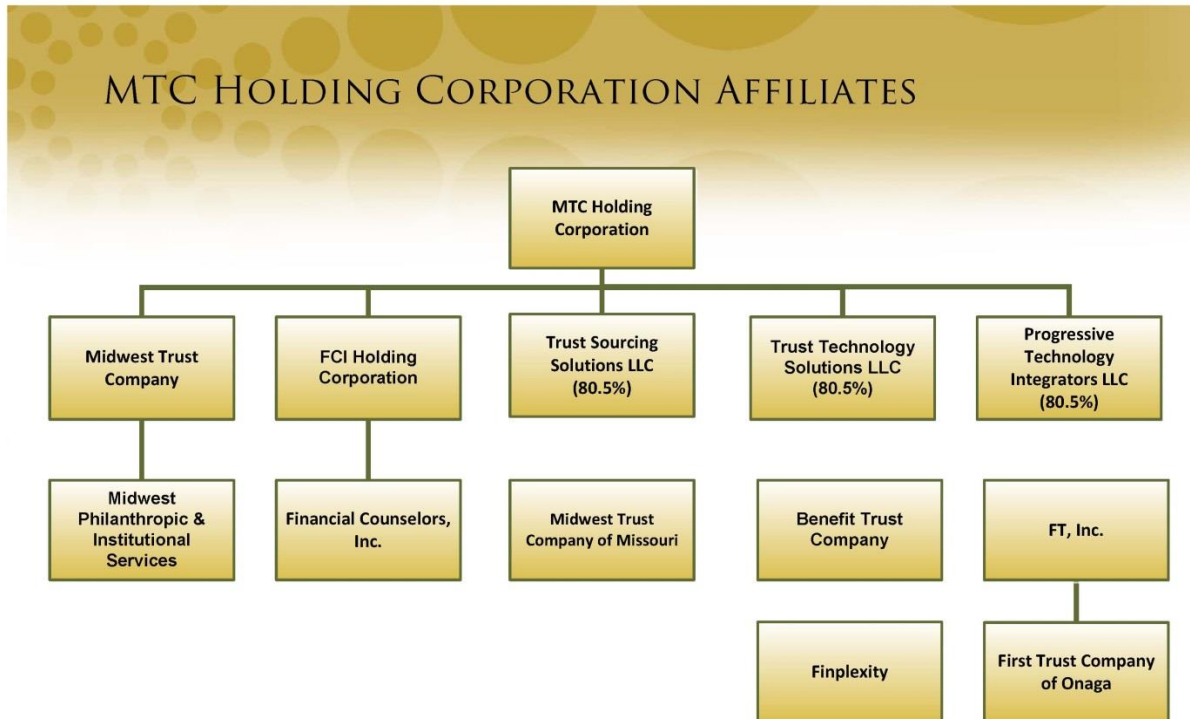 MTC HOLDING CORPORATION AFFILIATES
MTC Holding
Corporation
Midwest Trust
Company
FCI Holding
Corporation
Trust Sourcing
Solutions LLC
(80.5%)
Trust Technology
Solutions LLC
(80.5%)
Progressive
Technology
Integrators LLC
(80.5%)
Midwest
Philanthropic &
Institutional
Services
Financial Counselors,
Inc.
Midwest Trust
Company of Missouri
Benefit Trust
Company
FT, Inc.
Finplexity
First Trust Company
of Onaga